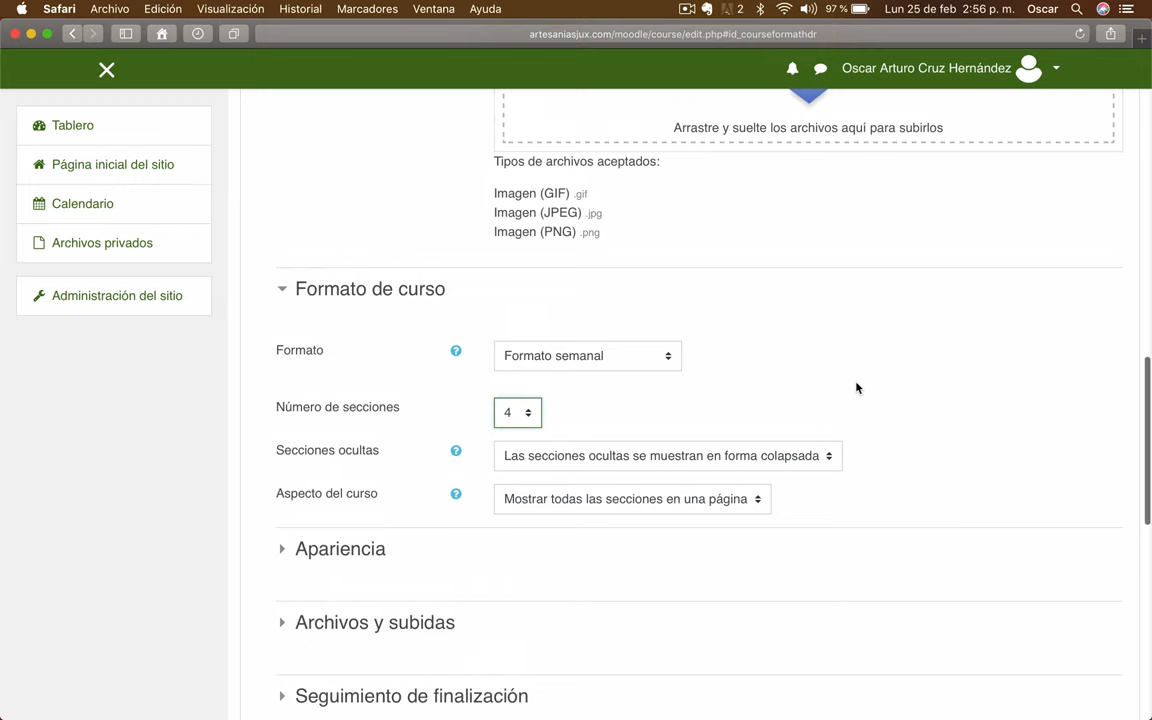 Safari Archivo Edición Visualización Historial Marcadores Ventana Ayuda 2 97 % Lun 25 de feb 2:56 p. m. Oscar
artesaniasjux.com/moodle/course/edit.php#id_courseformathdr
Oscar Arturo Cruz Hernández
Tablero
Página inicial del sitio
Calendario
Archivos privados
Administración del sitio
Arrastre y suelte los archivos aquí para subirlos
Tipos de archivos aceptados:
Imagen (GIF) .gif
Imagen (JPEG) .jpg
Imagen (PNG) .png
Formato de curso
Formato ? Formato semanal
Número de secciones 4
Secciones ocultas ? Las secciones ocultas se muestran en forma colapsada
Aspecto del curso ? Mostrar todas las secciones en una página
Apariencia
Archivos y subidas
Seguimiento de finalización